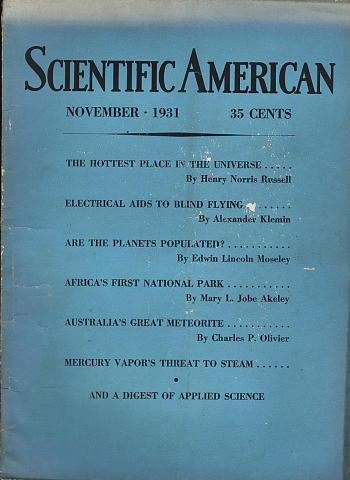 SCIENTIFIC AMERICAN
NOVEMBER · 1931 35 CENTS
THE HOTTEST PLACE IN THE UNIVERSE .....
By Henry Norris Russell
ELECTRICAL AIDS TO BLIND FLYING .......
By Alexander Klemin
ARE THE PLANETS POPULATED? ...........
By Edwin Lincoln Moseley
AFRICA'S FIRST NATIONAL PARK ...........
By Mary L. Jobe Akeley
AUSTRALIA'S GREAT METEORITE ...........
By Charles P. Olivier
MERCURY VAPOR'S THREAT TO STEAM ......
•
AND A DIGEST OF APPLIED SCIENCE